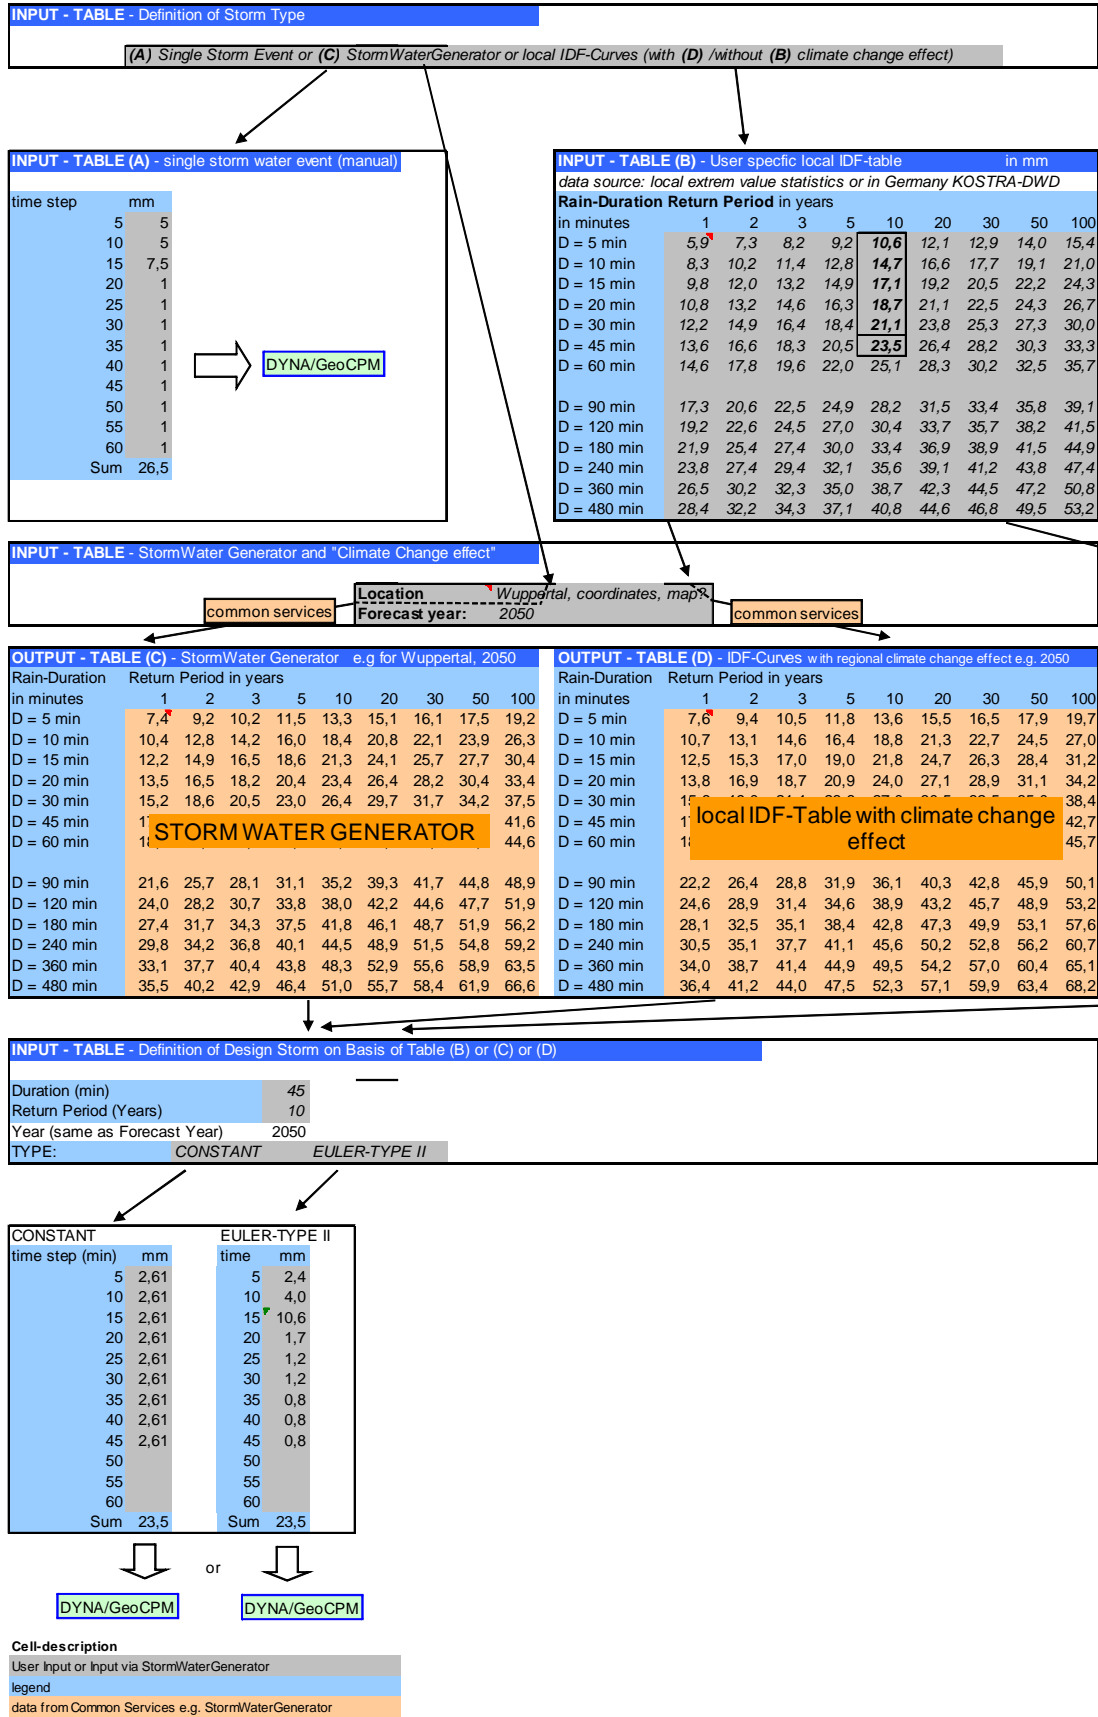 INPUT - TABLE - Definition of Storm Type
(A) Single Storm Event or (C) StormWaterGenerator or local IDF-Curves (with (D) /without (B) climate change effect)
INPUT - TABLE (A) - single storm water event (manual)
time step mm
5 5
10 5
15 7,5
20 1
25 1
30 1
35 1
40 1
45 1
50 1
55 1
60 1
Sum 26,5
DYNA/GeoCPM
INPUT - TABLE (B) - User specfic local IDF-table in mm
data source: local extrem value statistics or in Germany KOSTRA-DWD
Rain-Duration Return Period in years
in minutes 1 2 3 5 10 20 30 50 100
D = 5 min 5,9 7,3 8,2 9,2 10,6 12,1 12,9 14,0 15,4
D = 10 min 8,3 10,2 11,4 12,8 14,7 16,6 17,7 19,1 21,0
D = 15 min 9,8 12,0 13,2 14,9 17,1 19,2 20,5 22,2 24,3
D = 20 min 10,8 13,2 14,6 16,3 18,7 21,1 22,5 24,3 26,7
D = 30 min 12,2 14,9 16,4 18,4 21,1 23,8 25,3 27,3 30,0
D = 45 min 13,6 16,6 18,3 20,5 23,5 26,4 28,2 30,3 33,3
D = 60 min 14,6 17,8 19,6 22,0 25,1 28,3 30,2 32,5 35,7
D = 90 min 17,3 20,6 22,5 24,9 28,2 31,5 33,4 35,8 39,1
D = 120 min 19,2 22,6 24,5 27,0 30,4 33,7 35,7 38,2 41,5
D = 180 min 21,9 25,4 27,4 30,0 33,4 36,9 38,9 41,5 44,9
D = 240 min 23,8 27,4 29,4 32,1 35,6 39,1 41,2 43,8 47,4
D = 360 min 26,5 30,2 32,3 35,0 38,7 42,3 44,5 47,2 50,8
D = 480 min 28,4 32,2 34,3 37,1 40,8 44,6 46,8 49,5 53,2
INPUT - TABLE - StormWater Generator and "Climate Change effect"
Location Wuppertal, coordinates, map?
Forecast year: 2050
common services
common services
OUTPUT - TABLE (C) - StormWater Generator e.g for Wuppertal, 2050
Rain-Duration Return Period in years
in minutes 1 2 3 5 10 20 30 50 100
D = 5 min 7,4 9,2 10,2 11,5 13,3 15,1 16,1 17,5 19,2
D = 10 min 10,4 12,8 14,2 16,0 18,4 20,8 22,1 23,9 26,3
D = 15 min 12,2 14,9 16,5 18,6 21,3 24,1 25,7 27,7 30,4
D = 20 min 13,5 16,5 18,2 20,4 23,4 26,4 28,2 30,4 33,4
D = 30 min 15,2 18,6 20,5 23,0 26,4 29,7 31,7 34,2 37,5
D = 45 min 41,6
D = 60 min 44,6
STORM WATER GENERATOR
D = 90 min 21,6 25,7 28,1 31,1 35,2 39,3 41,7 44,8 48,9
D = 120 min 24,0 28,2 30,7 33,8 38,0 42,2 44,6 47,7 51,9
D = 180 min 27,4 31,7 34,3 37,5 41,8 46,1 48,7 51,9 56,2
D = 240 min 29,8 34,2 36,8 40,1 44,5 48,9 51,5 54,8 59,2
D = 360 min 33,1 37,7 40,4 43,8 48,3 52,9 55,6 58,9 63,5
D = 480 min 35,5 40,2 42,9 46,4 51,0 55,7 58,4 61,9 66,6
OUTPUT - TABLE (D) - IDF-Curves with regional climate change effect e.g. 2050
Rain-Duration Return Period in years
in minutes 1 2 3 5 10 20 30 50 100
D = 5 min 7,6 9,4 10,5 11,8 13,6 15,5 16,5 17,9 19,7
D = 10 min 10,7 13,1 14,6 16,4 18,8 21,3 22,7 24,5 27,0
D = 15 min 12,5 15,3 17,0 19,0 21,8 24,7 26,3 28,4 31,2
D = 20 min 13,8 16,9 18,7 20,9 24,0 27,1 28,9 31,1 34,2
D = 30 min 38,4
D = 45 min 42,7
D = 60 min 45,7
local IDF-Table with climate change
effect
D = 90 min 22,2 26,4 28,8 31,9 36,1 40,3 42,8 45,9 50,1
D = 120 min 24,6 28,9 31,4 34,6 38,9 43,2 45,7 48,9 53,2
D = 180 min 28,1 32,5 35,1 38,4 42,8 47,3 49,9 53,1 57,6
D = 240 min 30,5 35,1 37,7 41,1 45,6 50,2 52,8 56,2 60,7
D = 360 min 34,0 38,7 41,4 44,9 49,5 54,2 57,0 60,4 65,1
D = 480 min 36,4 41,2 44,0 47,5 52,3 57,1 59,9 63,4 68,2
INPUT - TABLE - Definition of Design Storm on Basis of Table (B) or (C) or (D)
Duration (min) 45
Return Period (Years) 10
Year (same as Forecast Year) 2050
TYPE: CONSTANT EULER-TYPE II
CONSTANT
time step (min) mm
5 2,61
10 2,61
15 2,61
20 2,61
25 2,61
30 2,61
35 2,61
40 2,61
45 2,61
50
55
60
Sum 23,5
EULER-TYPE II
time mm
5 2,4
10 4,0
15 10,6
20 1,7
25 1,2
30 1,2
35 0,8
40 0,8
45 0,8
50
55
60
Sum 23,5
or
DYNA/GeoCPM
DYNA/GeoCPM
Cell-description
User Input or Input via StormWaterGenerator
legend
data from Common Services e.g. StormWaterGenerator